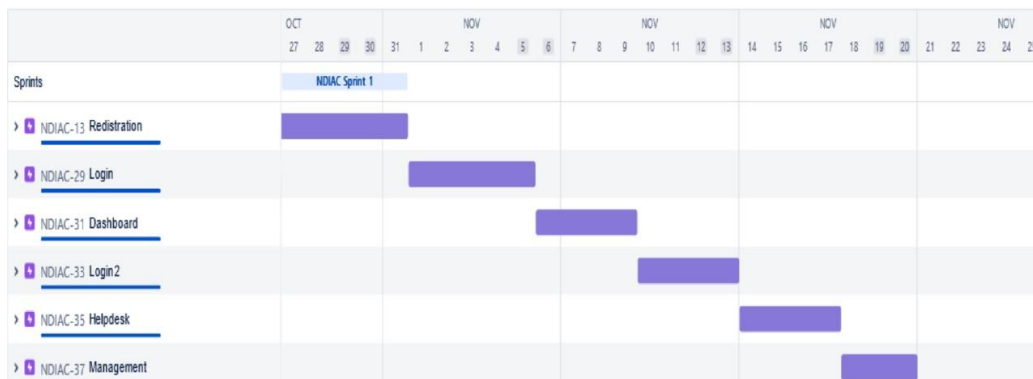 OCT NOV NOV NOV NOV
27 28 29 30 31 1 2 3 4 5 6 7 8 9 10 11 12 13 14 15 16 17 18 19 20 21 22 23 24
Sprints NDIAC Sprint 1
NDIAC-13 Redistration
NDIAC-29 Login
NDIAC-31 Dashboard
NDIAC-33 Login2
NDIAC-35 Helpdesk
NDIAC-37 Management